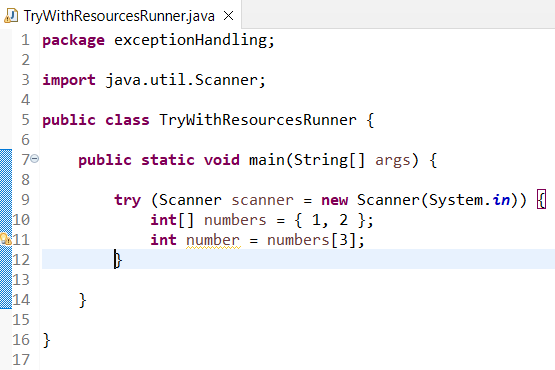 TryWithResourcesRunner.java
1 package exceptionHandling;
2
3 import java.util.Scanner;
4
5 public class TryWithResourcesRunner {
6
7 public static void main(String[] args) {
8
9 try (Scanner scanner = new Scanner(System.in)) {
10 int[] numbers = { 1, 2 };
11 int number = numbers[3];
12 }
13
14 }
15
16 }
17